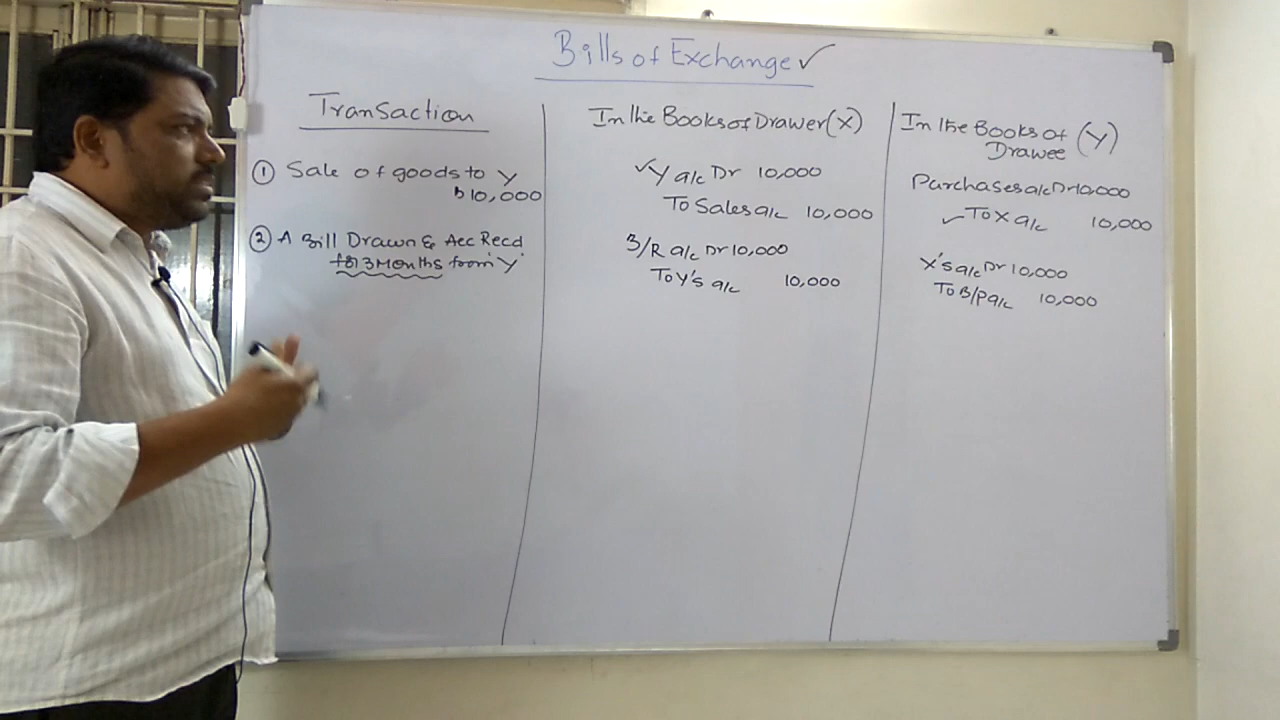 Bills of Exchange ✓
Transaction
① Sale of goods to Y
10,000
② A Bill Drawn & Acc Recd
for 3 Months from 'Y'
In the Books of Drawer (X)
✓ Y a/c Dr 10,000
To Sales a/c 10,000
B/R a/c Dr 10,000
To Y's a/c 10,000
In the Books of (Y)
Drawee
Purchases a/c Dr 10,000
✓ To X a/c 10,000
X's a/c Dr 10,000
To B/P a/c 10,000